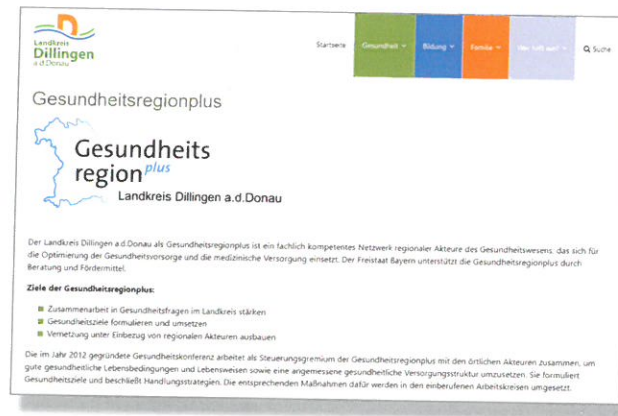 Landkreis
Dillingen
a.d.Donau
Startseite Gesundheit Bildung Familie Wer hilft wo? Suche
Gesundheitsregionplus
Gesundheits
region plus
Landkreis Dillingen a.d.Donau
Der Landkreis Dillingen a.d.Donau als Gesundheitsregionplus ist ein fachlich kompetentes Netzwerk regionaler Akteure des Gesundheitswesens, das sich für
die Optimierung der Gesundheitsvorsorge und die medizinische Versorgung einsetzt. Der Freistaat Bayern unterstützt die Gesundheitsregionplus durch
Beratung und Fördermittel.
Ziele der Gesundheitsregionplus:
Zusammenarbeit in Gesundheitsfragen im Landkreis stärken
Gesundheitsziele formulieren und umsetzen
Vernetzung unter Einbezug von regionalen Akteuren ausbauen
Die im Jahr 2012 gegründete Gesundheitskonferenz arbeitet als Steuerungsgremium der Gesundheitsregionplus mit den örtlichen Akteuren zusammen, um
gute gesundheitliche Lebensbedingungen und Lebensweisen sowie eine angemessene gesundheitliche Versorgungsstruktur umzusetzen. Sie formuliert
Gesundheitsziele und beschließt Handlungsstrategien. Die entsprechenden Maßnahmen dafür werden in den einberufenen Arbeitskreisen umgesetzt.